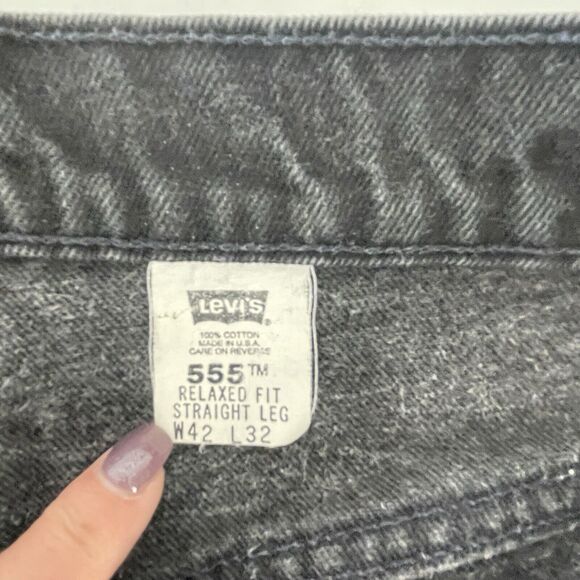 LEVI'S®
100% COTTON
MADE IN U.S.A.
CARE ON REVERSE
555™
RELAXED FIT
STRAIGHT LEG
W42 L32